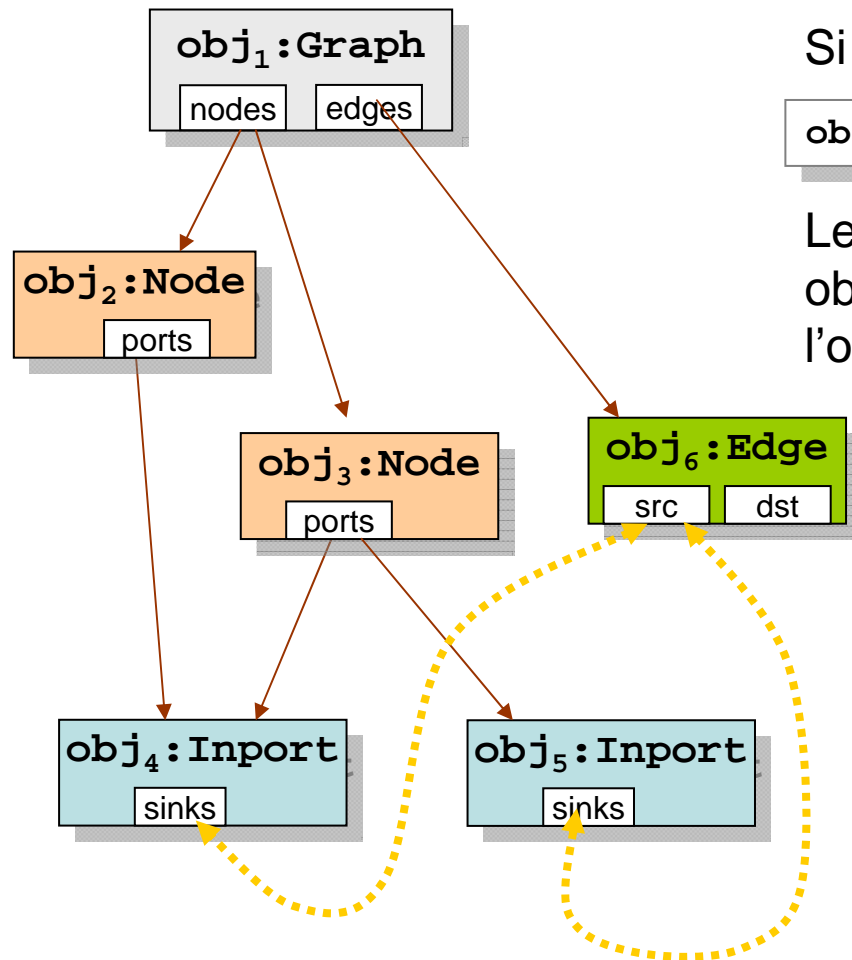 obj₁:Graph
nodes edges
obj₂:Node
ports
obj₃:Node
ports
obj₆:Edge
src dst
obj₄:Inport
sinks
obj₅:Inport
sinks
Si
ob
Le
ob
l’o